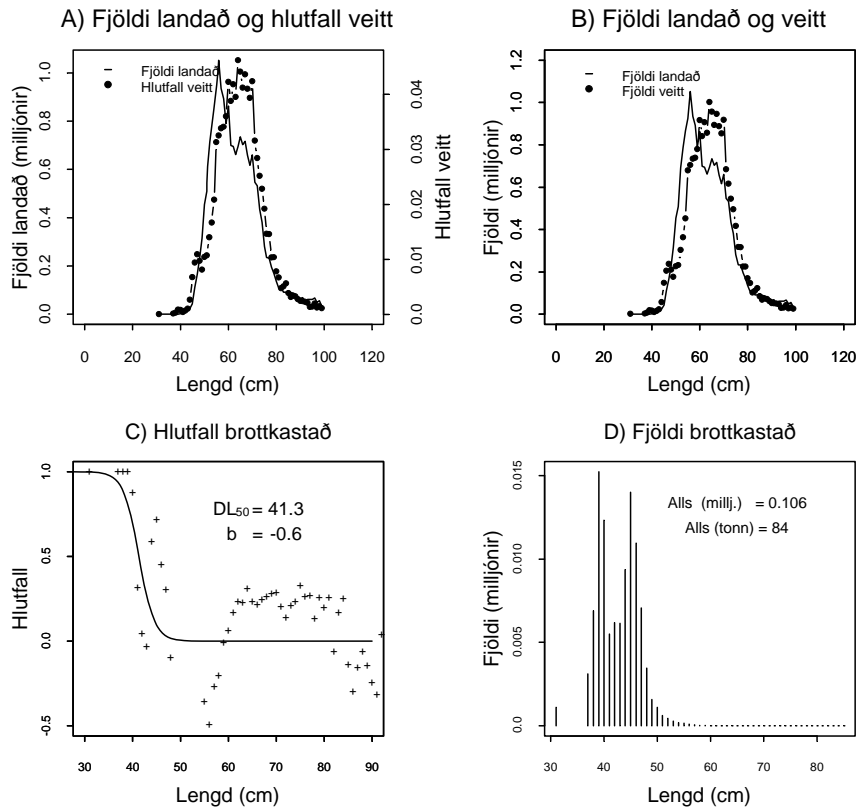 A) Fjöldi landað og hlutfall veitt
Fjöldi landað (milljónir)
0.0 0.2 0.4 0.6 0.8 1.0
Fjöldi landað
Hlutfall veitt
0.00 0.01 0.02 0.03 0.04
Hlutfall veitt
0 20 40 60 80 100 120
Lengd (cm)
B) Fjöldi landað og veitt
Fjöldi (milljónir)
0.0 0.2 0.4 0.6 0.8 1.0 1.2
Fjöldi landað
Fjöldi veitt
0 20 40 60 80 100 120
Lengd (cm)
C) Hlutfall brottkastað
Hlutfall
-0.5 0.0 0.5 1.0
DL50 = 41.3
b = -0.6
30 40 50 60 70 80 90
Lengd (cm)
D) Fjöldi brottkastað
Fjöldi (milljónir)
0.0 0.005 0.010 0.015
Alls (millj.) = 0.106
Alls (tonn) = 84
30 40 50 60 70 80
Lengd (cm)